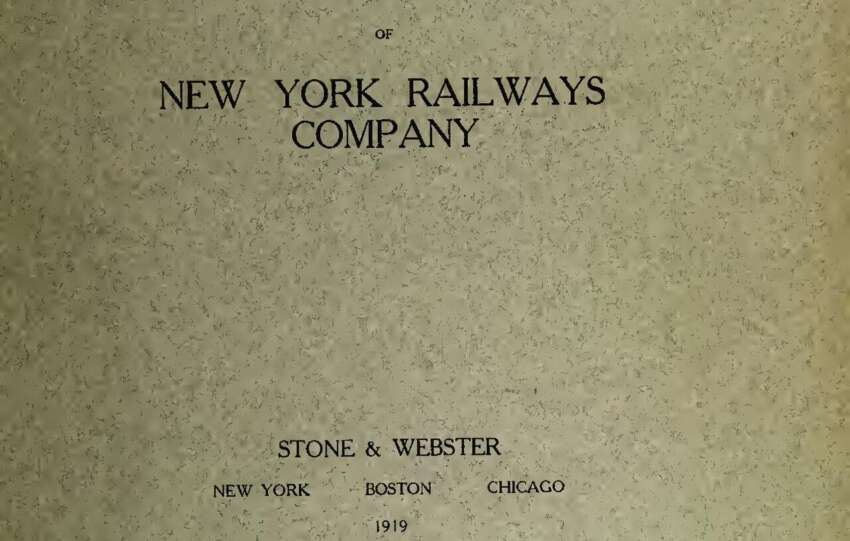 OF
NEW YORK RAILWAYS
COMPANY
STONE & WEBSTER
NEW YORK BOSTON CHICAGO
1919